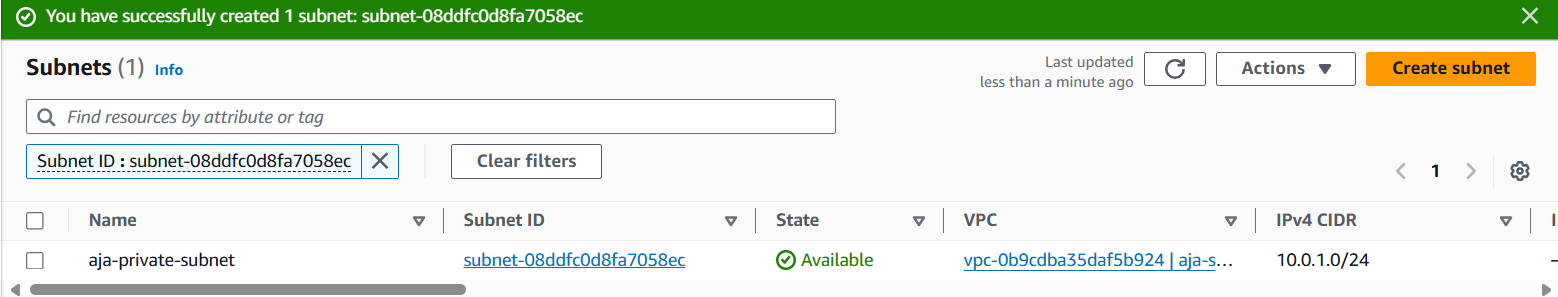 You have successfully created 1 subnet: subnet-08ddfc0d8fa7058ec
Subnets (1) Info
Last updated
less than a minute ago
Actions
Create subnet
Find resources by attribute or tag
Subnet ID : subnet-08ddfc0d8fa7058ec
Clear filters
1
Name Subnet ID State VPC IPv4 CIDR I
aja-private-subnet subnet-08ddfc0d8fa7058ec Available vpc-0b9cdba35daf5b924 | aja-s… 10.0.1.0/24 –